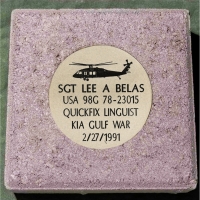 SGT LEE A BELAS
USA 98G 78-23015
QUICKFIX LINGUIST
KIA GULF WAR
2/27/1991